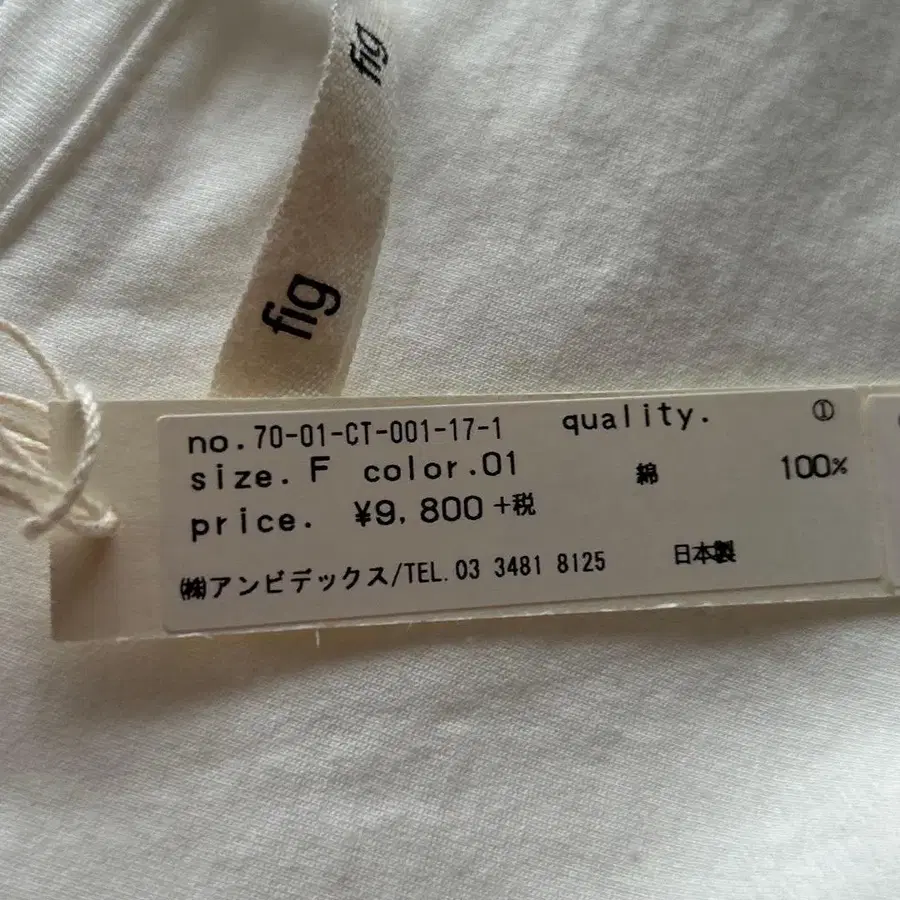 fig
fig
no.70-01-CT-001-17-1 quality. ①
size.F color.01 綿 100%
price. ¥9,800+税
㈱アンビデックス/TEL.03 3481 8125 日本製